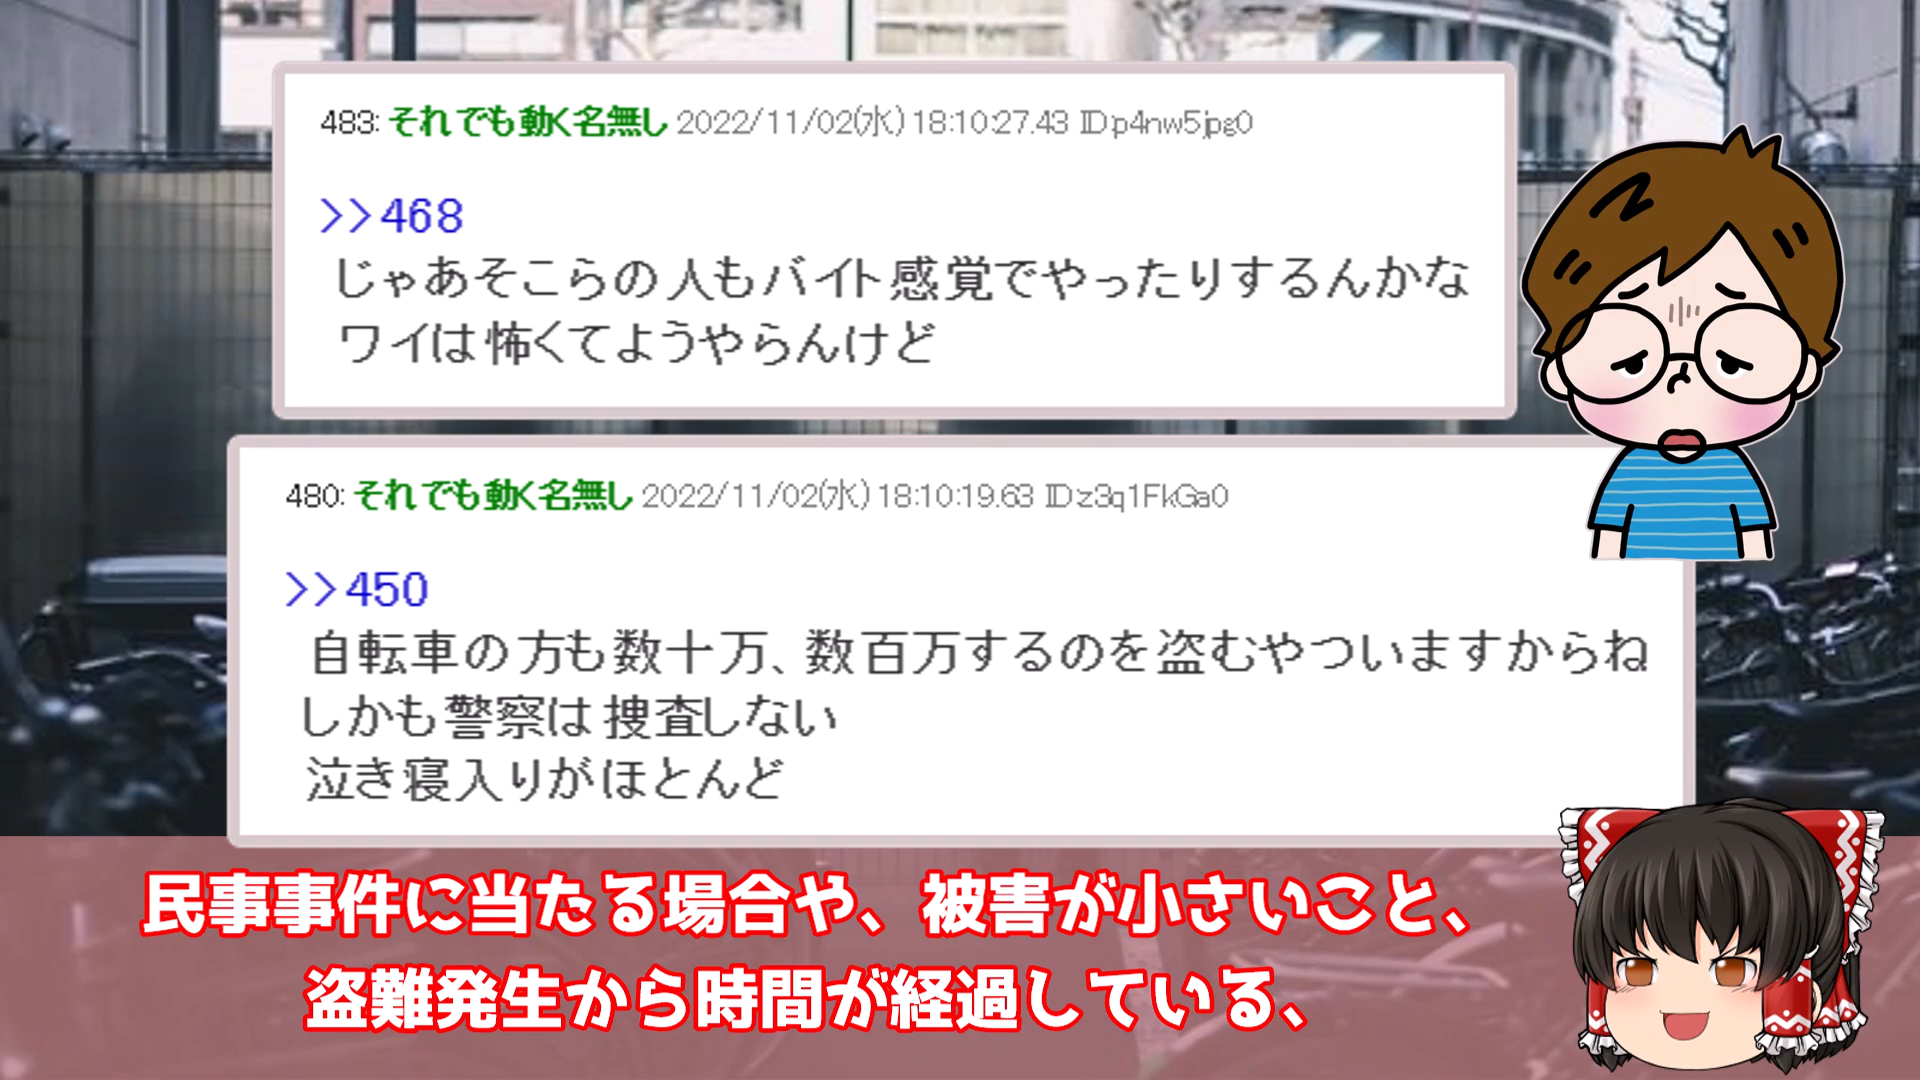 483: それでも動く名無し 2022/11/02(水) 18:10:27.43 ID:p4nw5jpg0
>>468
じゃあそこらの人もバイト感覚でやったりするんかな
ワイは怖くてようやらんけど
480: それでも動く名無し 2022/11/02(水) 18:10:19.63 ID:z3q1FkGa0
>>450
自転車の方も数十万、数百万するのを盗むやついますからね
しかも警察は捜査しない
泣き寝入りがほとんど
民事事件に当たる場合や、被害が小さいこと、
盗難発生から時間が経過している、